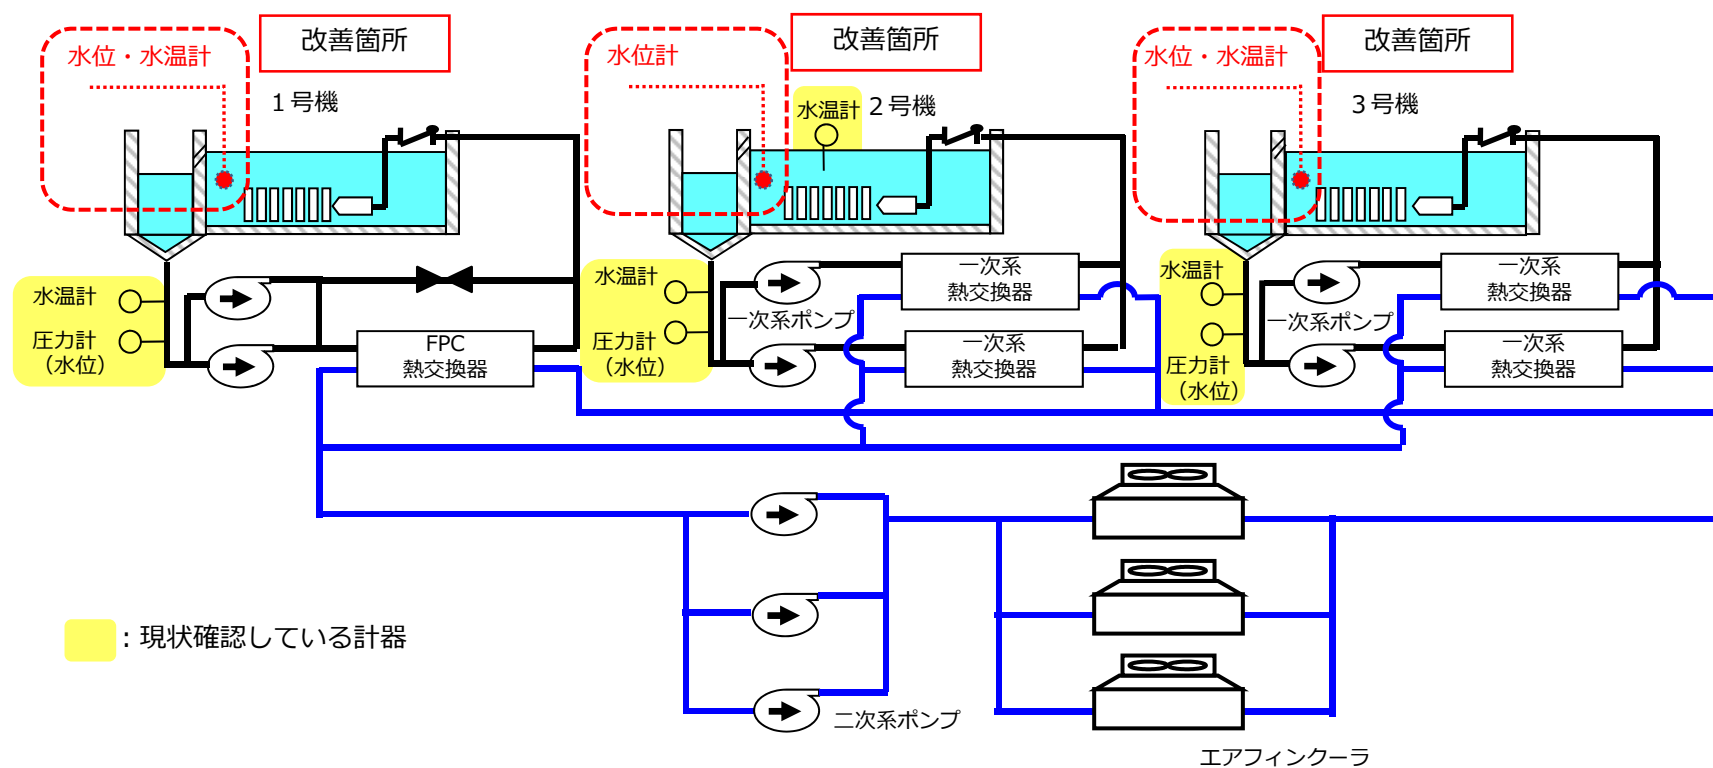 改善箇所
水位・水温計
1号機
改善箇所
水位計
水温計
2号機
改善箇所
水位・水温計
3号機
水温計
圧力計
（水位）
FPC
熱交換器
水温計
圧力計
（水位）
一次系ポンプ
一次系
熱交換器
一次系
熱交換器
水温計
圧力計
（水位）
一次系ポンプ
一次系
熱交換器
一次系
熱交換器
：現状確認している計器
二次系ポンプ
エアフィンクーラ